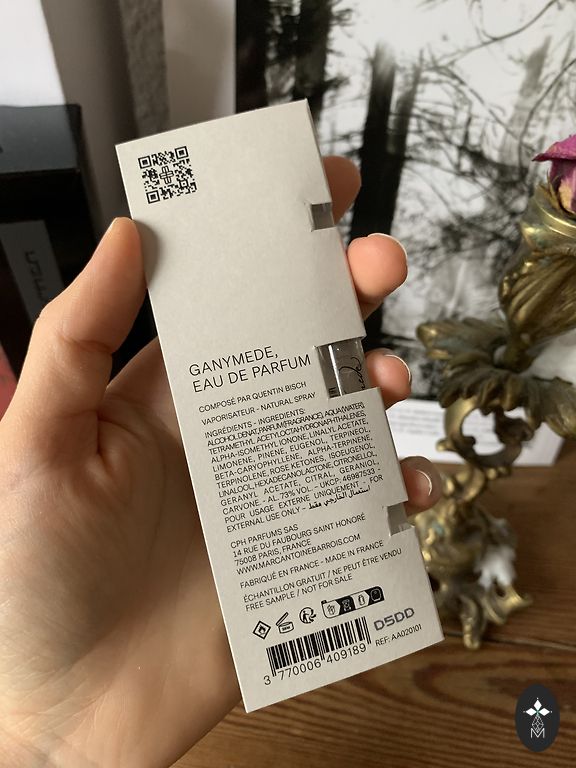 GANYMEDE,
EAU DE PARFUM
COMPOSÉ PAR QUENTIN BISCH
VAPORISATEUR - NATURAL SPRAY
INGRÉDIENTS - INGREDIENTS:
ALCOHOL DENAT, PARFUM (FRAGRANCE), AQUA (WATER),
TETRAMETHYL ACETYLOCTAHYDRONAPHTHALENES,
ALPHA-ISOMETHYL IONONE, LINALYL ACETATE,
LIMONENE, PINENE, EUGENOL, TERPINEOL,
BETA-CARYOPHYLLENE, ALPHA-TERPINENE,
TERPINOLENE, ROSE KETONES, ISOEUGENOL,
LINALOOL, HEXADECANOLACTONE, CITRONELLOL,
GERANYL ACETATE, CITRAL, GERANIOL,
CARVONE - AL. 73% VOL - UKCP: 46987533 -
POUR USAGE EXTERNE UNIQUEMENT - FOR
EXTERNAL USE ONLY - استعمال الخارجي فقط
CPH PARFUMS SAS
14 RUE DU FAUBOURG SAINT HONORÉ
75008 PARIS, FRANCE
WWW.MARCANTOINEBARROIS.COM
FABRIQUÉ EN FRANCE - MADE IN FRANCE
ÉCHANTILLON GRATUIT / NE PEUT ÊTRE VENDU
FREE SAMPLE / NOT FOR SALE
D5DD
3 770006 409189
REF: AA020101
M